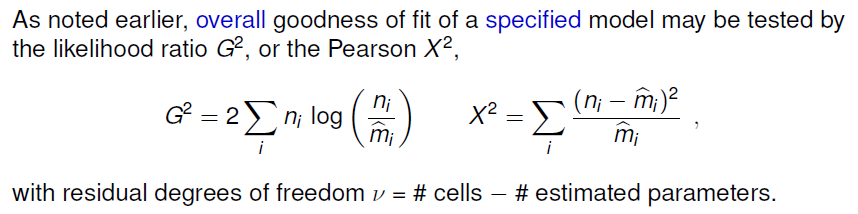 As noted earlier, overall goodness of fit of a specified model may be tested by
the likelihood ratio G², or the Pearson X²,
G² = 2 ∑ᵢ nᵢ log (nᵢ / m̂ᵢ)    X² = ∑ᵢ (nᵢ − m̂ᵢ)² / m̂ᵢ ,
with residual degrees of freedom ν = # cells − # estimated parameters.